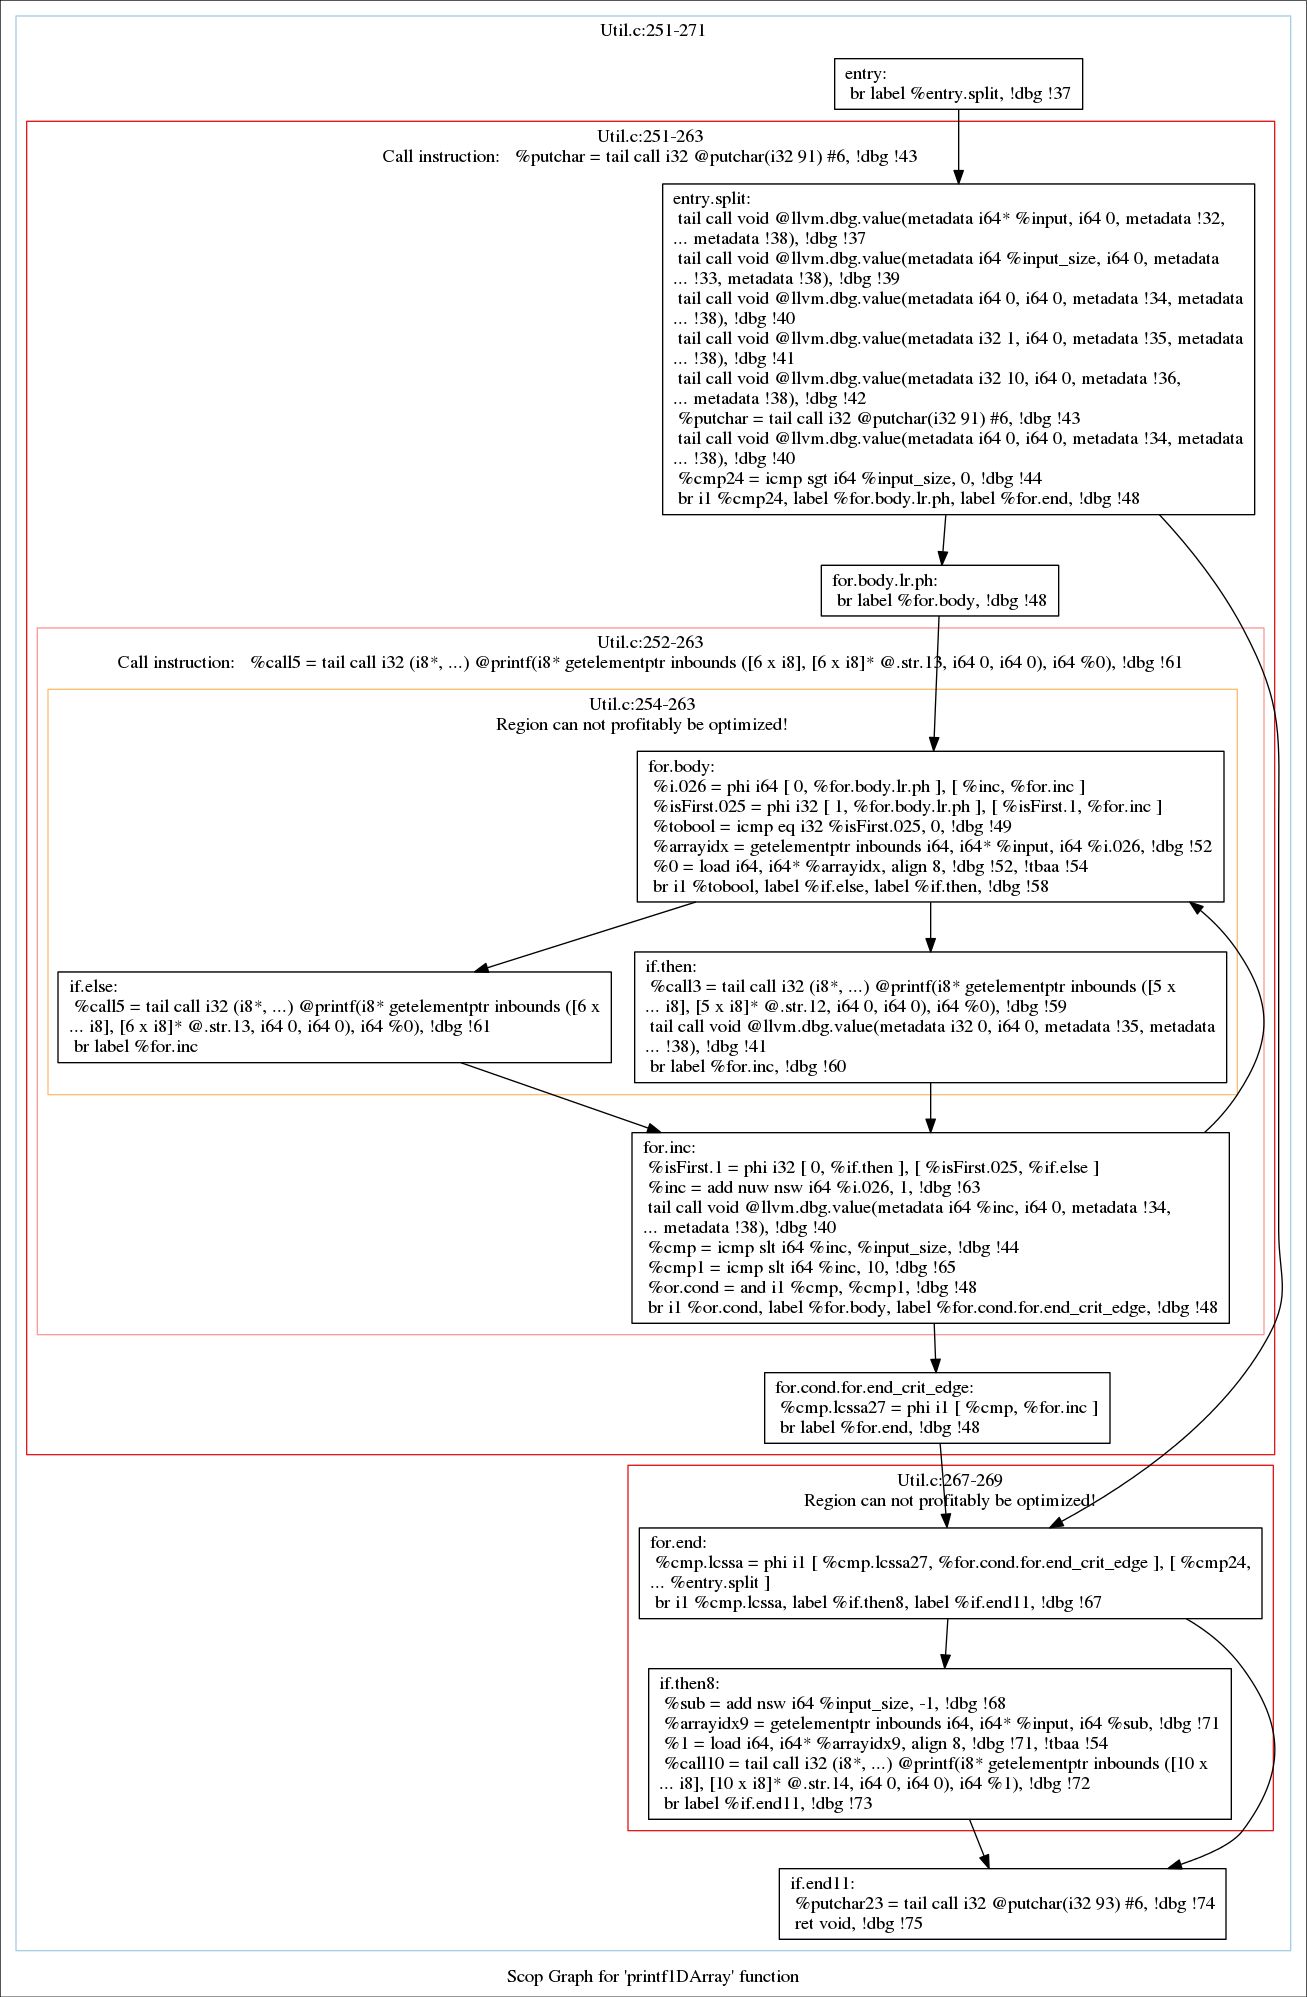 Util.c:251-271
entry:
br label %entry.split, !dbg !37
Util.c:251-263
Call instruction:   %putchar = tail call i32 @putchar(i32 91) #6, !dbg !43
entry.split:
tail call void @llvm.dbg.value(metadata i64* %input, i64 0, metadata !32,
... metadata !38), !dbg !37
tail call void @llvm.dbg.value(metadata i64 %input_size, i64 0, metadata
... !33, metadata !38), !dbg !39
tail call void @llvm.dbg.value(metadata i64 0, i64 0, metadata !34, metadata
... !38), !dbg !40
tail call void @llvm.dbg.value(metadata i32 1, i64 0, metadata !35, metadata
... !38), !dbg !41
tail call void @llvm.dbg.value(metadata i32 10, i64 0, metadata !36,
... metadata !38), !dbg !42
%putchar = tail call i32 @putchar(i32 91) #6, !dbg !43
tail call void @llvm.dbg.value(metadata i64 0, i64 0, metadata !34, metadata
... !38), !dbg !40
%cmp24 = icmp sgt i64 %input_size, 0, !dbg !44
br i1 %cmp24, label %for.body.lr.ph, label %for.end, !dbg !48
for.body.lr.ph:
br label %for.body, !dbg !48
Util.c:252-263
Call instruction:   %call5 = tail call i32 (i8*, ...) @printf(i8* getelementptr inbounds ([6 x i8], [6 x i8]* @.str.13, i64 0, i64 0), i64 %0), !dbg !61
Util.c:254-263
Region can not profitably be optimized!
for.body:
%i.026 = phi i64 [ 0, %for.body.lr.ph ], [ %inc, %for.inc ]
%isFirst.025 = phi i32 [ 1, %for.body.lr.ph ], [ %isFirst.1, %for.inc ]
%tobool = icmp eq i32 %isFirst.025, 0, !dbg !49
%arrayidx = getelementptr inbounds i64, i64* %input, i64 %i.026, !dbg !52
%0 = load i64, i64* %arrayidx, align 8, !dbg !52, !tbaa !54
br i1 %tobool, label %if.else, label %if.then, !dbg !58
if.else:
%call5 = tail call i32 (i8*, ...) @printf(i8* getelementptr inbounds ([6 x
... i8], [6 x i8]* @.str.13, i64 0, i64 0), i64 %0), !dbg !61
br label %for.inc
if.then:
%call3 = tail call i32 (i8*, ...) @printf(i8* getelementptr inbounds ([5 x
... i8], [5 x i8]* @.str.12, i64 0, i64 0), i64 %0), !dbg !59
tail call void @llvm.dbg.value(metadata i32 0, i64 0, metadata !35, metadata
... !38), !dbg !41
br label %for.inc, !dbg !60
for.inc:
%isFirst.1 = phi i32 [ 0, %if.then ], [ %isFirst.025, %if.else ]
%inc = add nuw nsw i64 %i.026, 1, !dbg !63
tail call void @llvm.dbg.value(metadata i64 %inc, i64 0, metadata !34,
... metadata !38), !dbg !40
%cmp = icmp slt i64 %inc, %input_size, !dbg !44
%cmp1 = icmp slt i64 %inc, 10, !dbg !65
%or.cond = and i1 %cmp, %cmp1, !dbg !48
br i1 %or.cond, label %for.body, label %for.cond.for.end_crit_edge, !dbg !48
for.cond.for.end_crit_edge:
%cmp.lcssa27 = phi i1 [ %cmp, %for.inc ]
br label %for.end, !dbg !48
Util.c:267-269
Region can not profitably be optimized!
for.end:
%cmp.lcssa = phi i1 [ %cmp.lcssa27, %for.cond.for.end_crit_edge ], [ %cmp24,
... %entry.split ]
br i1 %cmp.lcssa, label %if.then8, label %if.end11, !dbg !67
if.then8:
%sub = add nsw i64 %input_size, -1, !dbg !68
%arrayidx9 = getelementptr inbounds i64, i64* %input, i64 %sub, !dbg !71
%1 = load i64, i64* %arrayidx9, align 8, !dbg !71, !tbaa !54
%call10 = tail call i32 (i8*, ...) @printf(i8* getelementptr inbounds ([10 x
... i8], [10 x i8]* @.str.14, i64 0, i64 0), i64 %1), !dbg !72
br label %if.end11, !dbg !73
if.end11:
%putchar23 = tail call i32 @putchar(i32 93) #6, !dbg !74
ret void, !dbg !75
Scop Graph for 'printf1DArray' function